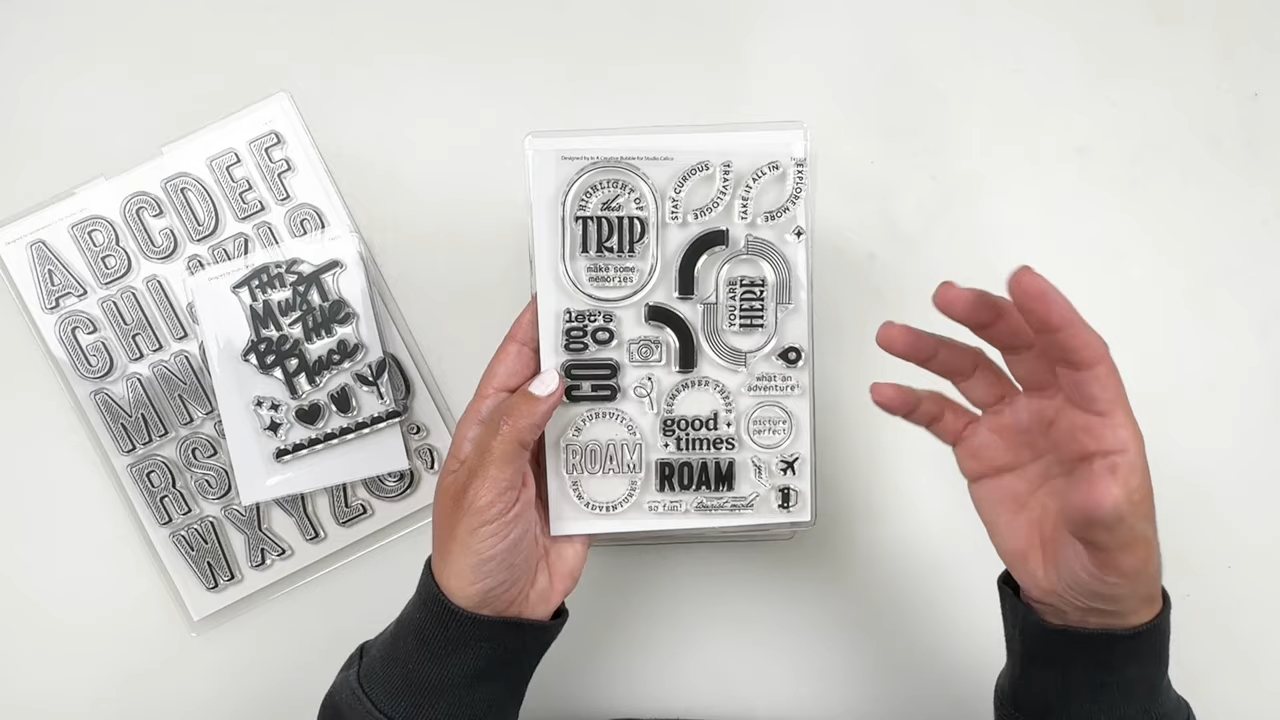 ABCDEF
GHI
MN
RS
WXYZ
THIS
MUST
BE THE
Place
Designed by In A Creative Bubble for Studio Calico
HIGHLIGHT OF
this
TRIP
make some
memories
STAY CURIOUS
TRAVELOGUE
TAKE IT ALL IN
EXPLORE MORE
YOU ARE
HERE
let's
go
GO
REMEMBER THESE
good
times
what an
adventure!
picture
perfect
IN PURSUIT OF
ROAM
NEW ADVENTURES
ROAM
so fun!
tourist mode